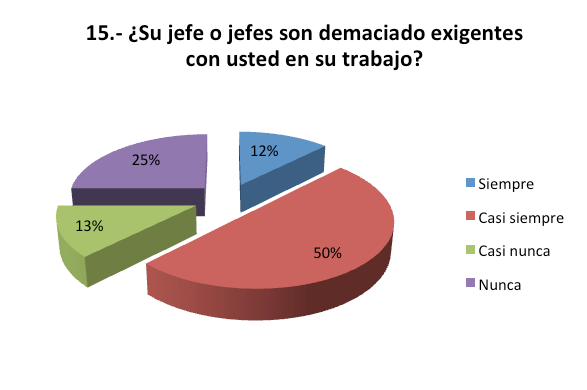 15.- ¿Su jefe o jefes son demaciado exigentes
con usted en su trabajo?
12%
25%
13%
50%
Siempre
Casi siempre
Casi nunca
Nunca